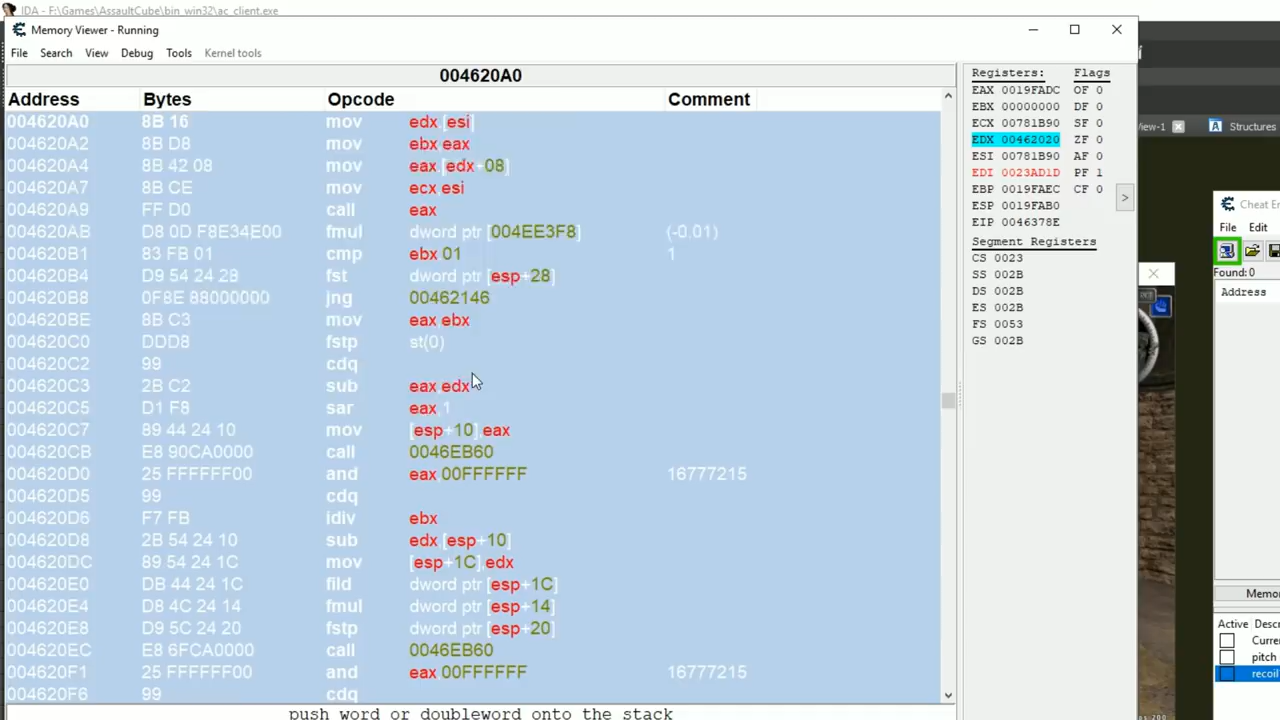 IDA - F:\Games\AssaultCube\bin_win32\ac_client.exe
Memory Viewer - Running
File Search View Debug Tools Kernel tools
004620A0
Address Bytes Opcode Comment
004620A0 8B 16 mov edx,[esi]
004620A2 8B D8 mov ebx,eax
004620A4 8B 42 08 mov eax,[edx+08]
004620A7 8B CE mov ecx,esi
004620A9 FF D0 call eax
004620AB D8 0D F8E34E00 fmul dword ptr [004EE3F8] (-0.01)
004620B1 83 FB 01 cmp ebx,01 1
004620B4 D9 54 24 28 fst dword ptr [esp+28]
004620B8 0F8E 88000000 jng 00462146
004620BE 8B C3 mov eax,ebx
004620C0 DDD8 fstp st(0)
004620C2 99 cdq
004620C3 2B C2 sub eax,edx
004620C5 D1 F8 sar eax,1
004620C7 89 44 24 10 mov [esp+10],eax
004620CB E8 90CA0000 call 0046EB60
004620D0 25 FFFFFF00 and eax,00FFFFFF 16777215
004620D5 99 cdq
004620D6 F7 FB idiv ebx
004620D8 2B 54 24 10 sub edx,[esp+10]
004620DC 89 54 24 1C mov [esp+1C],edx
004620E0 DB 44 24 1C fild dword ptr [esp+1C]
004620E4 D8 4C 24 14 fmul dword ptr [esp+14]
004620E8 D9 5C 24 20 fstp dword ptr [esp+20]
004620EC E8 6FCA0000 call 0046EB60
004620F1 25 FFFFFF00 and eax,00FFFFFF 16777215
004620F6 99 cdq
push word or doubleword onto the stack
Registers: Flags
EAX 0019FADC OF 0
EBX 00000000 DF 0
ECX 00781B90 SF 0
EDX 00462020 ZF 0
ESI 00781B90 AF 0
EDI 0023AD1D PF 1
EBP 0019FAEC CF 0
ESP 0019FAB0
EIP 0046378E
Segment Registers
CS 0023
SS 002B
DS 002B
ES 002B
FS 0053
GS 002B
>
iew-1 Structures
Cheat En
File Edit
Found: 0
Address
Memo
Active Descr
Curre
pitch
recoil